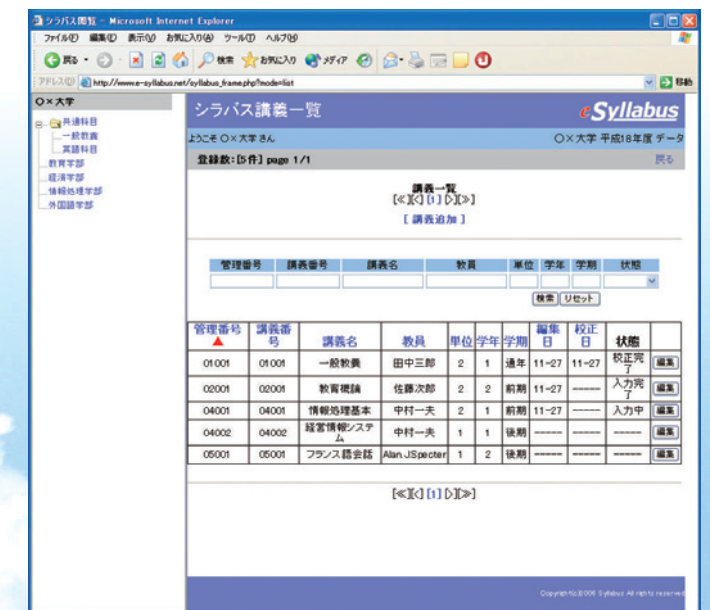 シラバス閲覧 - Microsoft Internet Explorer
ファイル(F) 編集(E) 表示(V) お気に入り(A) ツール(T) ヘルプ(H)
戻る 検索 お気に入り メディア
アドレス(D) http://www.e-syllabus.net/syllabus_frame.php?mode=list 移動
○×大学
共通科目
一般教養
英語科目
教育学部
経済学部
情報処理学部
外国語学部
シラバス講義一覧 eSyllabus
ようこそ ○×大学 さん ○×大学 平成18年度 データ
登録数:[5件] page 1/1 戻る
講義一覧
[≪][<] [1] [>][≫]
[ 講義追加 ]
管理番号 講義番号 講義名 教員 単位 学年 学期 状態
検索 リセット
管理番号▲ 講義番号 講義名 教員 単位 学年 学期 編集日 校正日 状態
01001 01001 一般教養 田中三郎 2 1 通年 11-27 11-27 校正完了 編集
02001 02001 教育概論 佐藤次郎 2 2 前期 11-27 ----- 入力完了 編集
04001 04001 情報処理基本 中村一夫 2 1 前期 11-27 ----- 入力中 編集
04002 04002 経営情報システム 中村一夫 1 1 後期 ----- ----- ----- 編集
05001 05001 フランス語会話 Alan.JSpecter 1 2 後期 ----- ----- ----- 編集
[≪][<] [1] [>][≫]
Copyright(c)2006 Syllabus All rights reserved